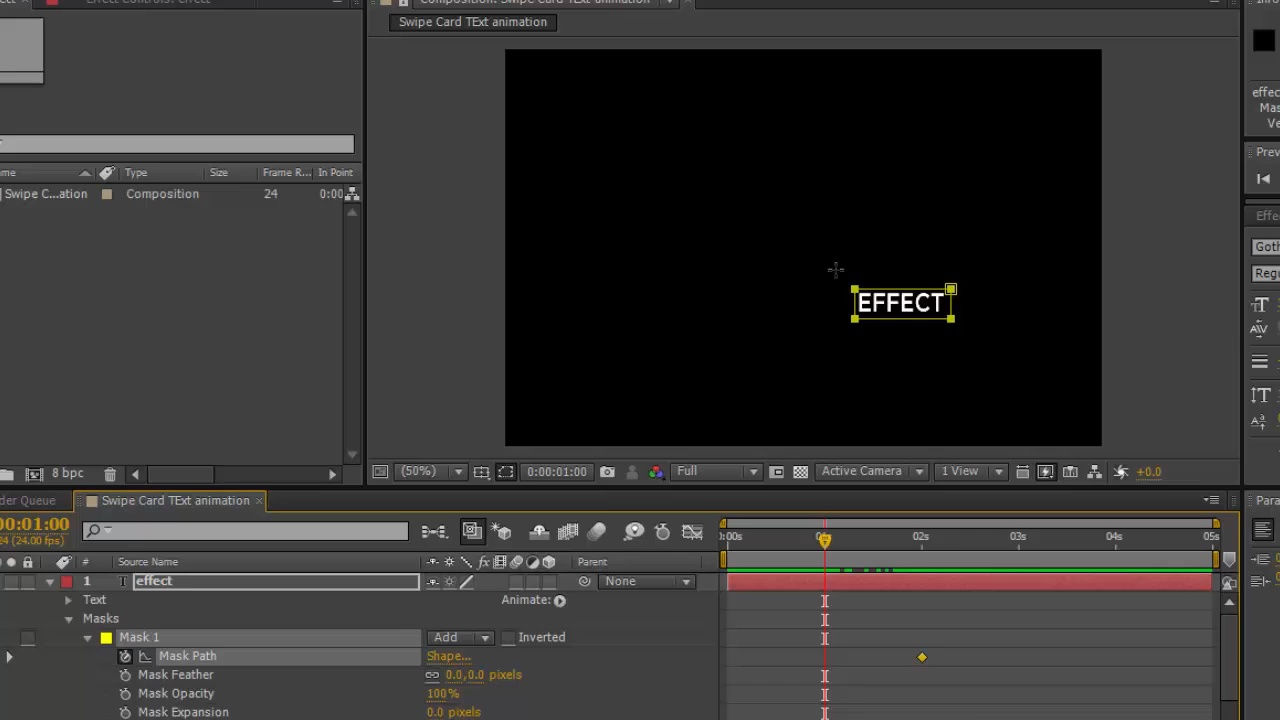 Effect Controls: effect
Composition: Swipe Card TExt animation
Info
Swipe Card TExt animation
EFFECT
effec
Mas
Ve
Prev
Effe
Goth
Regu
ame Type Size Frame R... In Point
Swipe C...ation Composition 24 0:00
8 bpc
(50%) 0:00:01:00 Full Active Camera 1 View +0.0
der Queue Swipe Card TExt animation × Para
00:01:00
24 (24.00 fps)
:00s 02s 03s 04s 05s
# Source Name Parent
1 T effect None
Text Animate:
Masks
Mask 1 Add Inverted
Mask Path Shape...
Mask Feather 0.0,0.0 pixels
Mask Opacity 100%
Mask Expansion 0.0 pixels